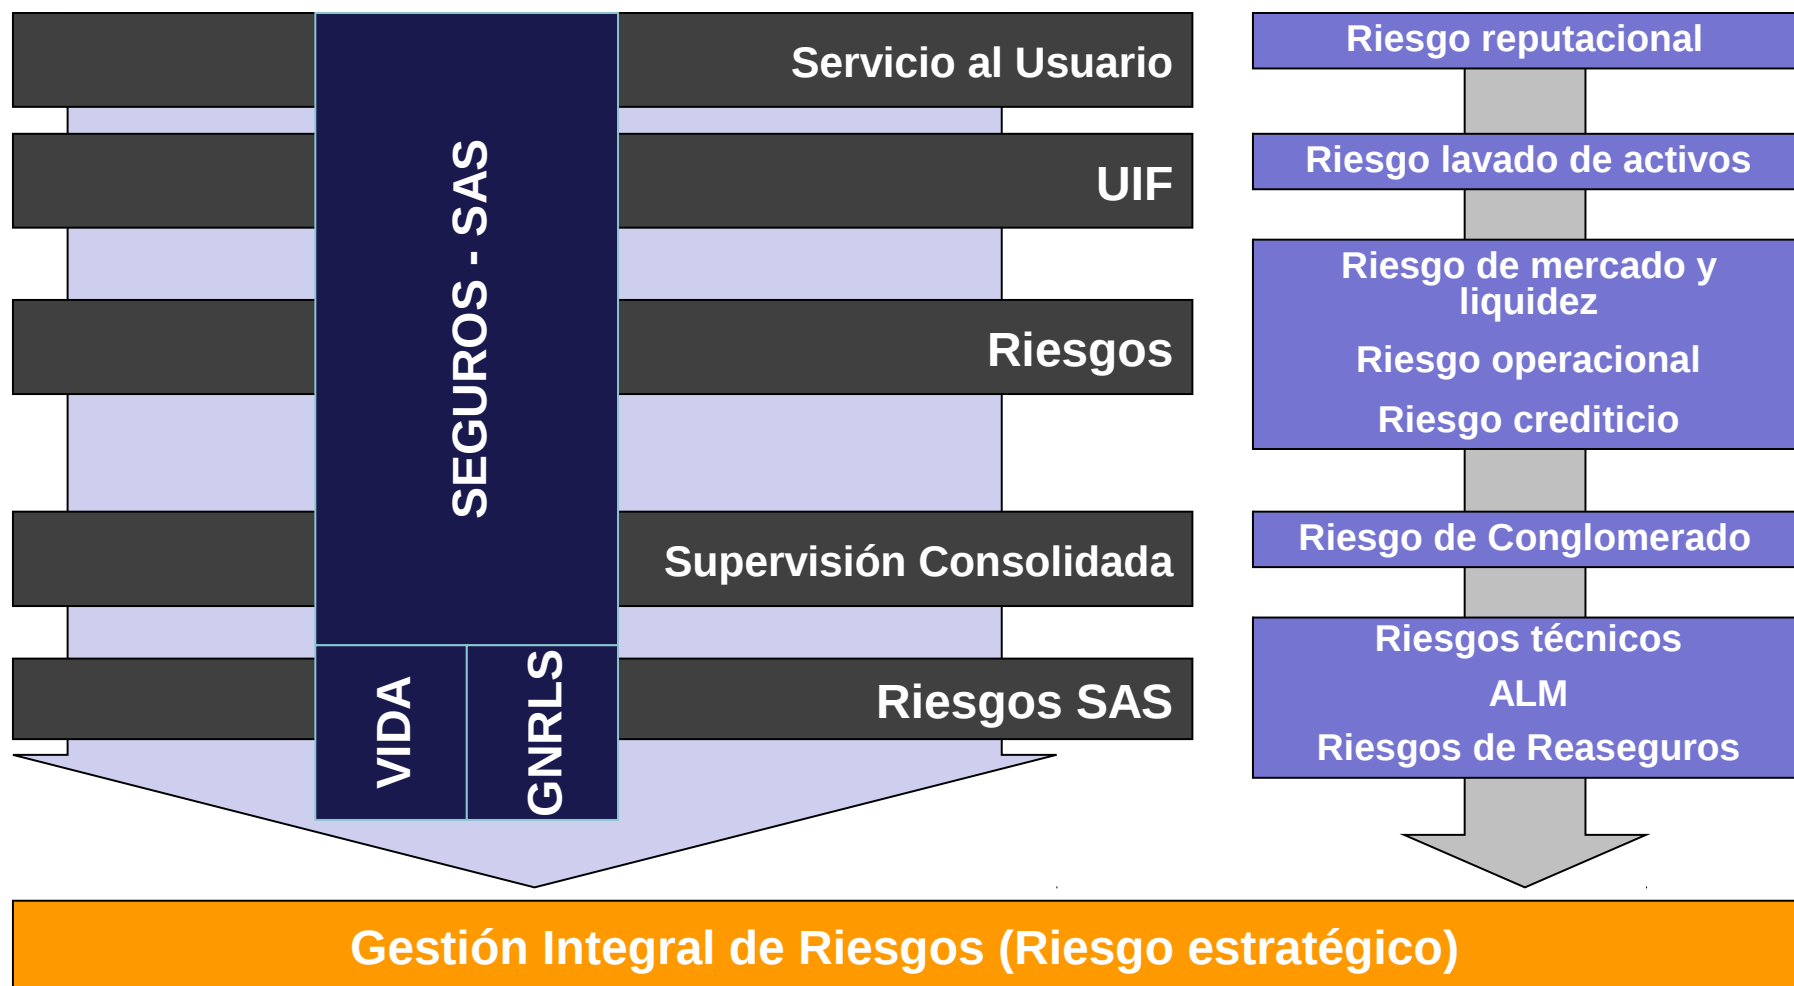 Servicio al Usuario
UIF
Riesgos
Supervisión Consolidada
Riesgos SAS
SEGUROS - SAS
VIDA
GNRLS
Riesgo reputacional
Riesgo lavado de activos
Riesgo de mercado y
liquidez
Riesgo operacional
Riesgo crediticio
Riesgo de Conglomerado
Riesgos técnicos
ALM
Riesgos de Reaseguros
Gestión Integral de Riesgos (Riesgo estratégico)